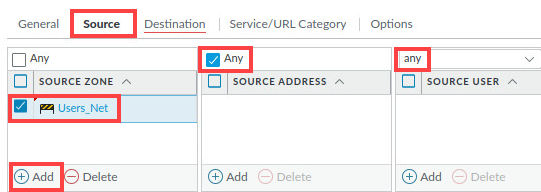 General Source Destination Service/URL Category Options
Any Any any
SOURCE ZONE SOURCE ADDRESS SOURCE USER
Users_Net
Add Delete Add Delete Add Delete